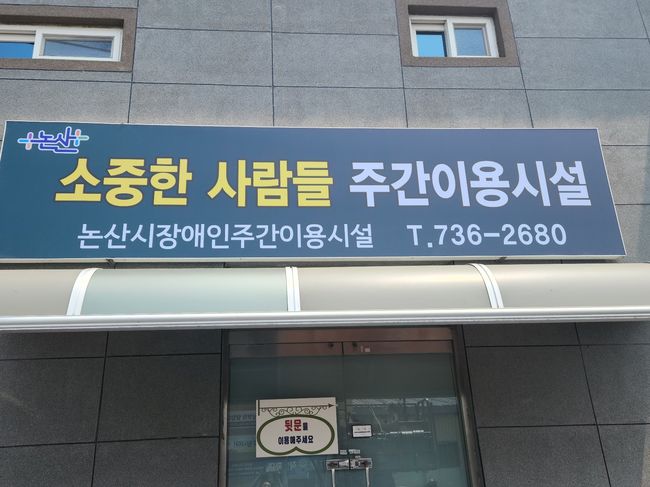 논산
소중한 사람들 주간이용시설
논산시장애인주간이용시설 T.736-2680
뒷문을
이용해주세요